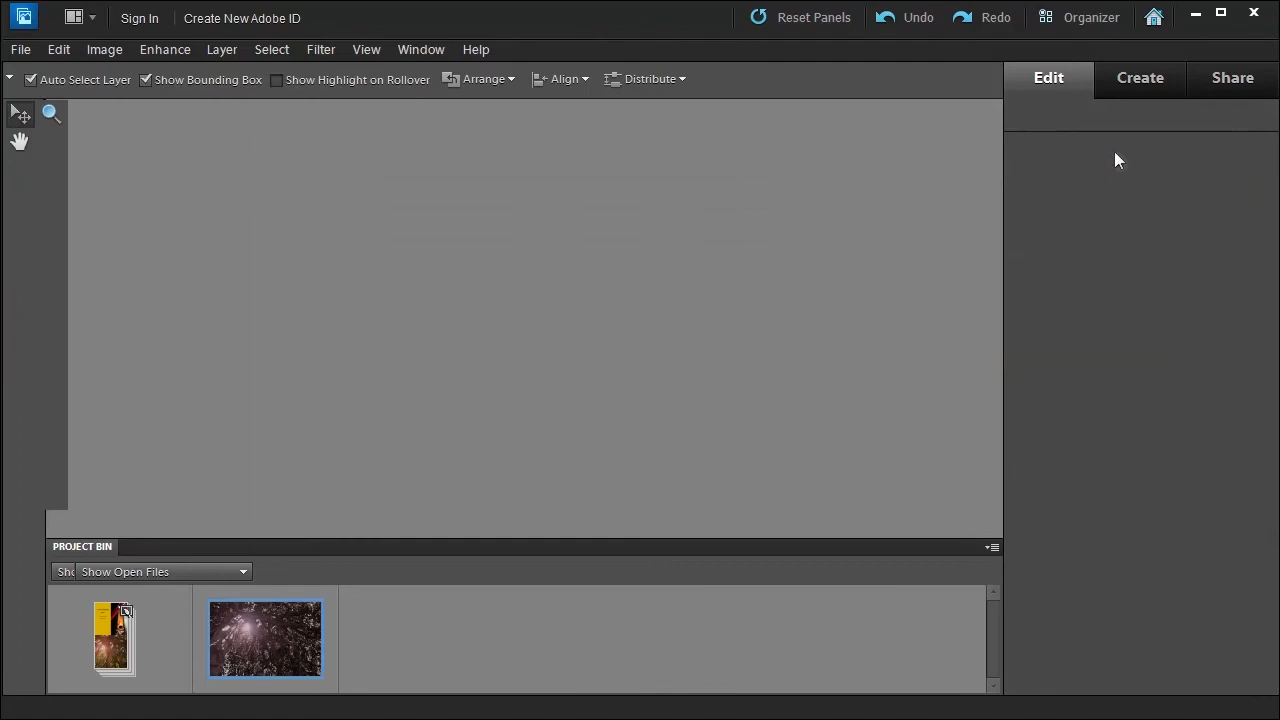 Sign In
Create New Adobe ID
Reset Panels
Undo
Redo
Organizer
File Edit Image Enhance Layer Select Filter View Window Help
Auto Select Layer Show Bounding Box Show Highlight on Rollover Arrange Align Distribute
Edit Create Share
PROJECT BIN
Sho Show Open Files